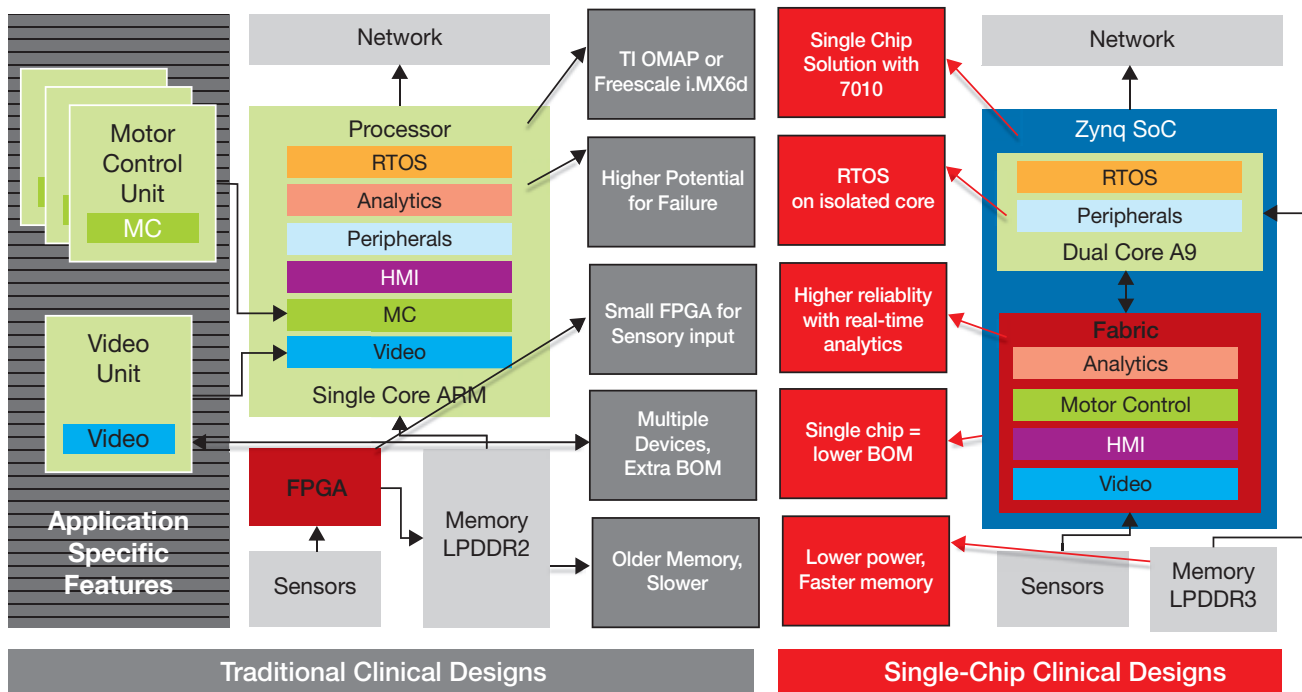 Motor
Control
Unit
MC
Video
Unit
Video
Application
Specific
Features
Network
Processor
RTOS
Analytics
Peripherals
HMI
MC
Video
Single Core ARM
FPGA
Sensors
Memory
LPDDR2
TI OMAP or
Freescale i.MX6d
Higher Potential
for Failure
Small FPGA for
Sensory input
Multiple
Devices,
Extra BOM
Older Memory,
Slower
Traditional Clinical Designs
Single Chip
Solution with
7010
RTOS
on isolated core
Higher reliablity
with real-time
analytics
Single chip =
lower BOM
Lower power,
Faster memory
Network
Zynq SoC
RTOS
Peripherals
Dual Core A9
Fabric
Analytics
Motor Control
HMI
Video
Sensors
Memory
LPDDR3
Single-Chip Clinical Designs